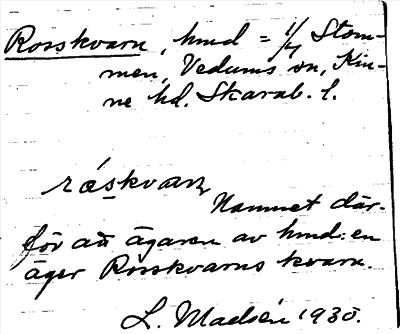 Rosskvarn, hmd = 1/4 Stom-
men, Vedums sn, Kin-
ne hd. Skarab. l.
råskvarn
Namnet där-
för att ägaren av hmd:en
äger Rosskvarns kvarn.
L. Madsén 1930.